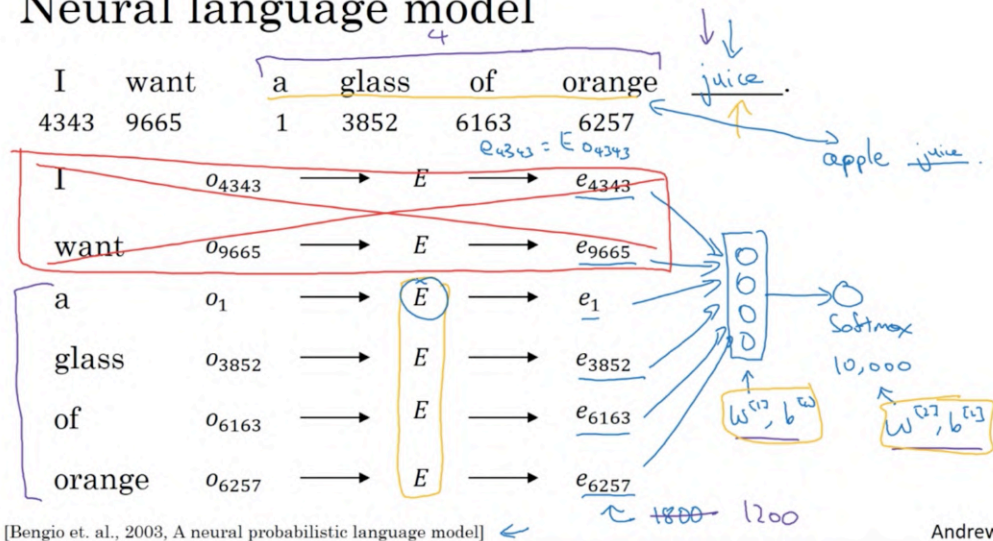 Neural language model
4
I want a glass of orange juice.
4343 9665 1 3852 6163 6257
e4343 = E o4343
apple juice.
I o4343 → E → e4343
want o9665 → E → e9665
a o1 → E → e1
glass o3852 → E → e3852
of o6163 → E → e6163
orange o6257 → E → e6257
Softmax
10,000
W[1], b[1]
W[2], b[2]
1800 1200
[Bengio et. al., 2003, A neural probabilistic language model] ←
Andrew